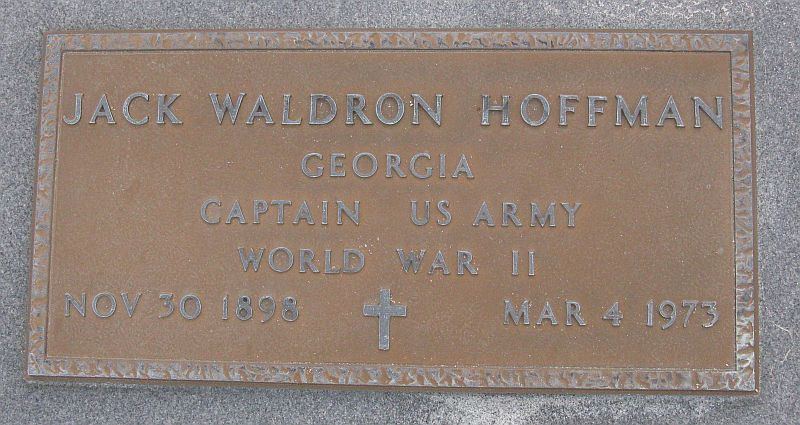 JACK WALDRON HOFFMAN
GEORGIA
CAPTAIN US ARMY
WORLD WAR II
NOV 30 1898 MAR 4 1973